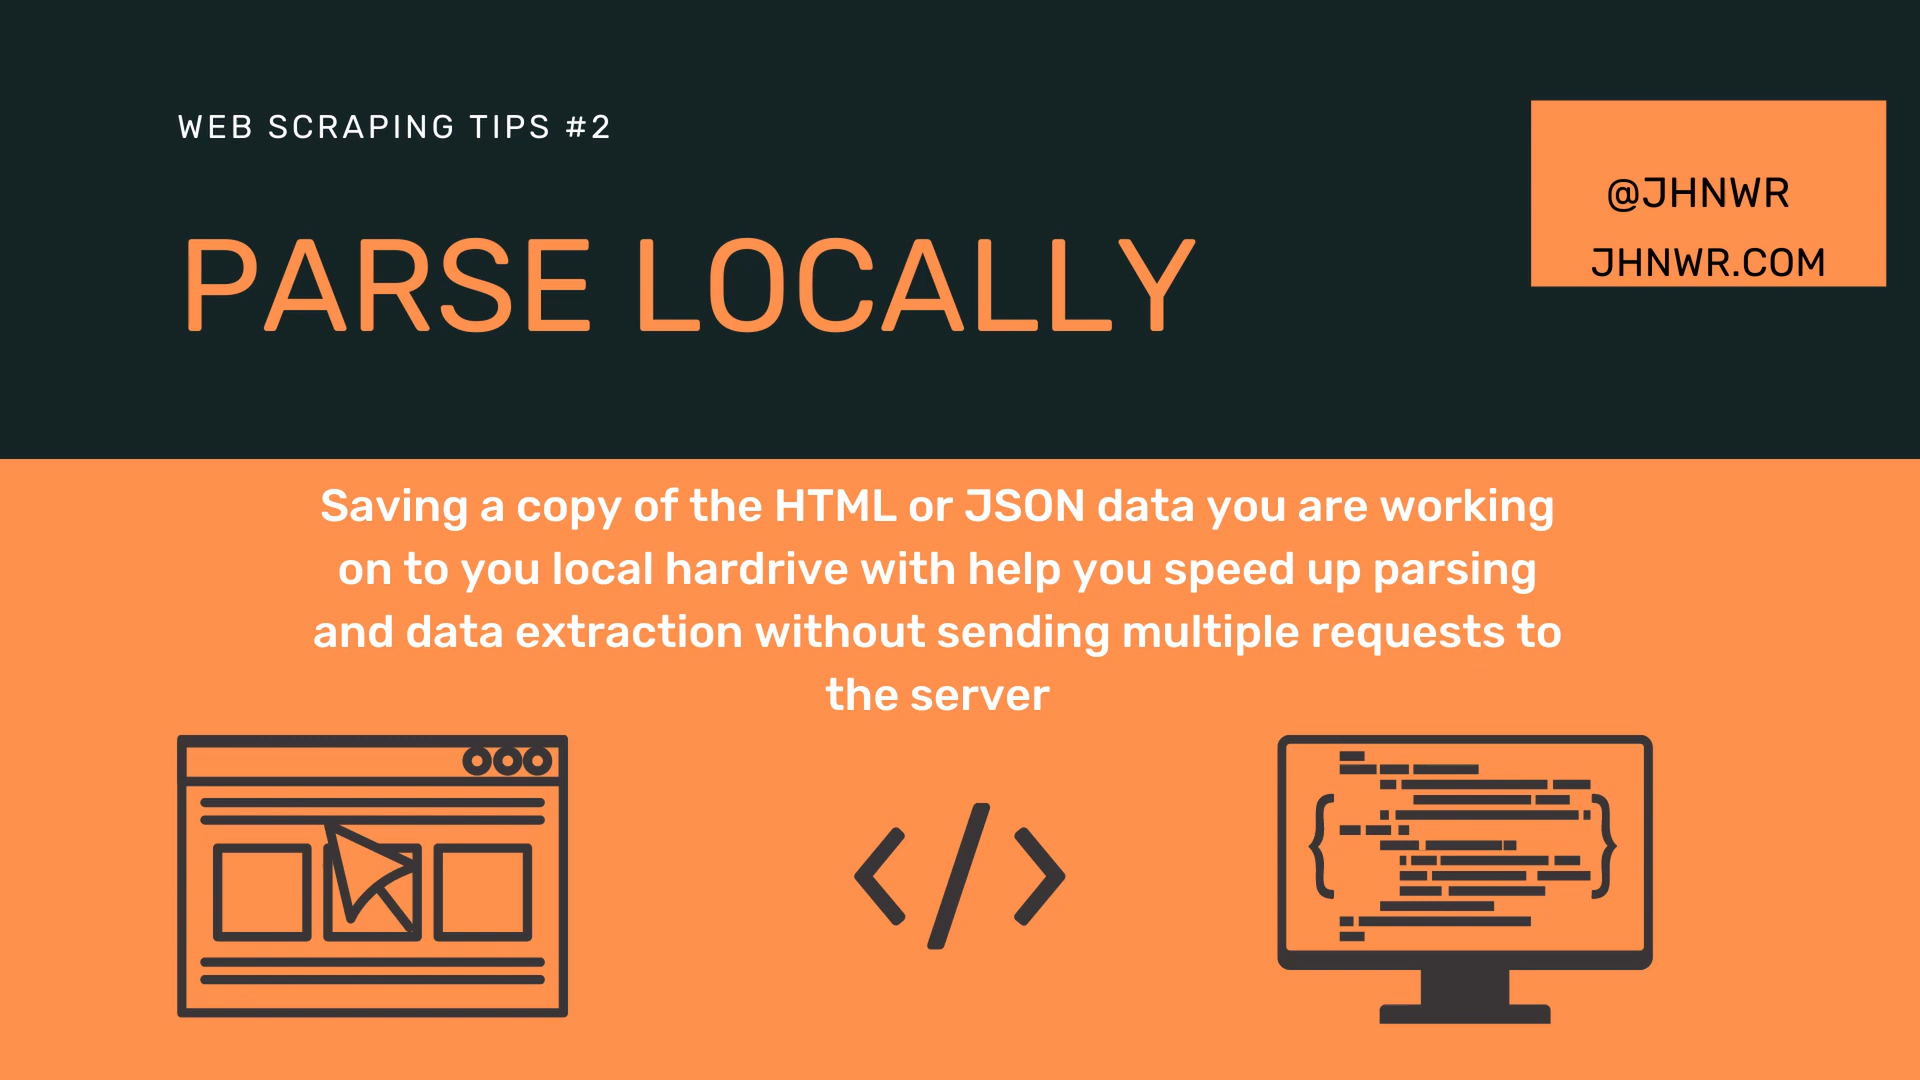 WEB SCRAPING TIPS #2
@JHNWR
JHNWR.COM
PARSE LOCALLY
Saving a copy of the HTML or JSON data you are working
on to you local hardrive with help you speed up parsing
and data extraction without sending multiple requests to
the server